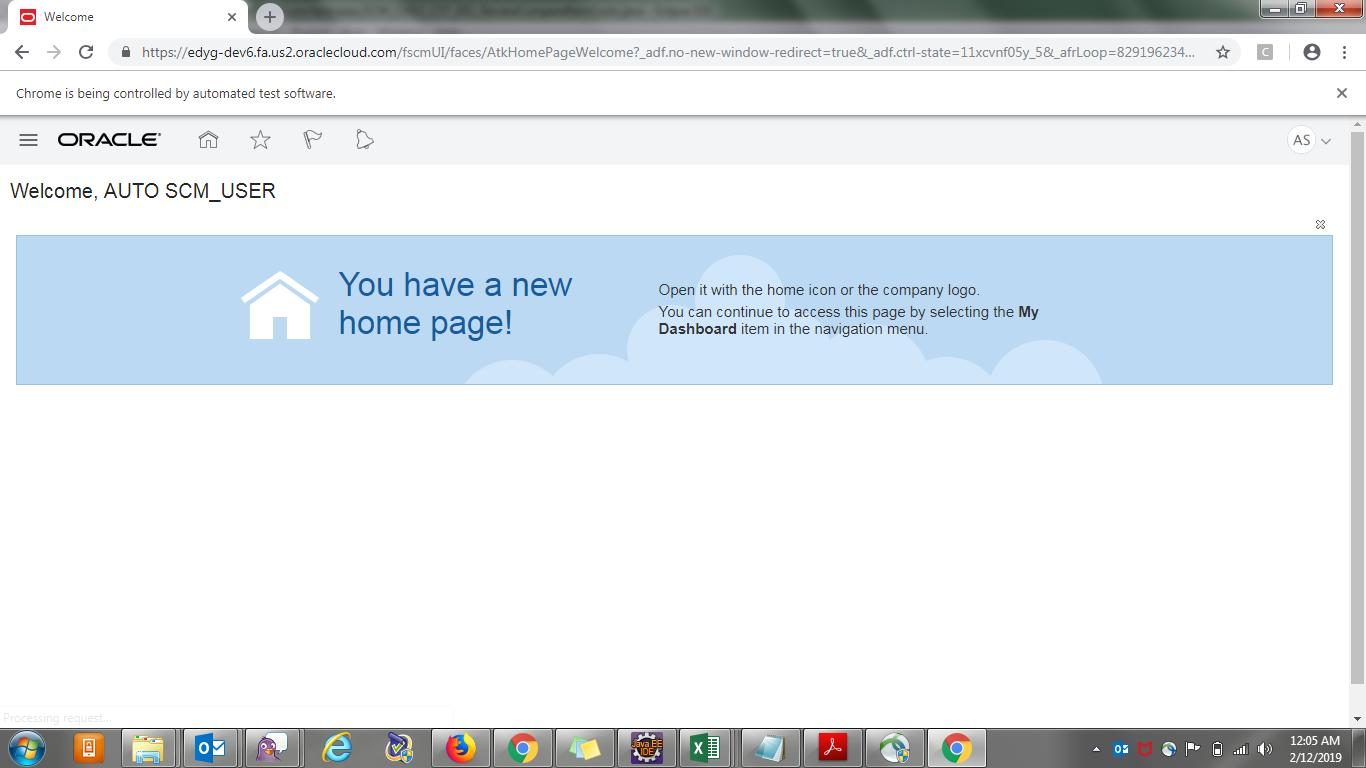 Welcome
https://edyg-dev6.fa.us2.oraclecloud.com/fscmUI/faces/AtkHomePageWelcome?_adf.no-new-window-redirect=true&_adf.ctrl-state=11xcvnf05y_5&_afrLoop=829196234...
C
Chrome is being controlled by automated test software.
ORACLE
AS
Welcome, AUTO SCM_USER
You have a new
home page!
Open it with the home icon or the company logo.
You can continue to access this page by selecting the My
Dashboard item in the navigation menu.
Processing request...
Java EE
IDE
12:05 AM
2/12/2019